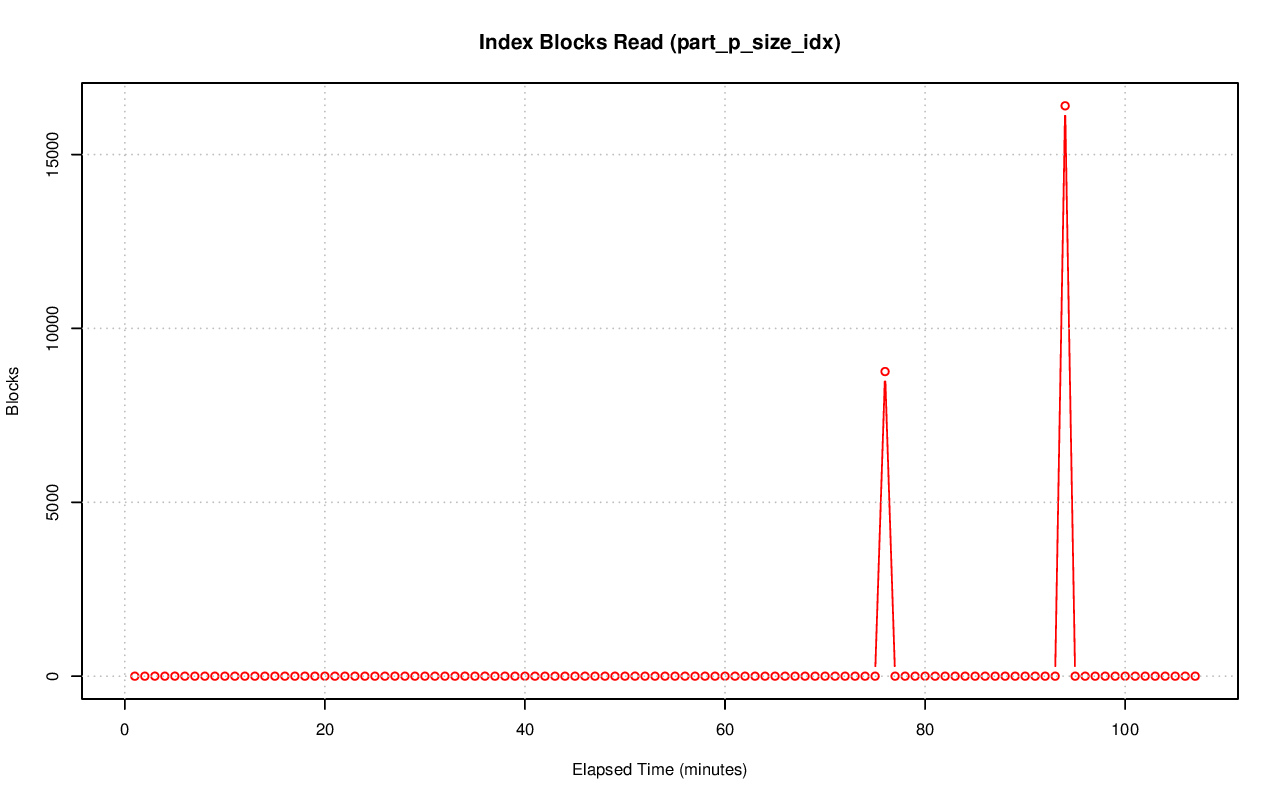 Index Blocks Read (part_p_size_idx)
Blocks
15000
10000
5000
0
0 20 40 60 80 100
Elapsed Time (minutes)